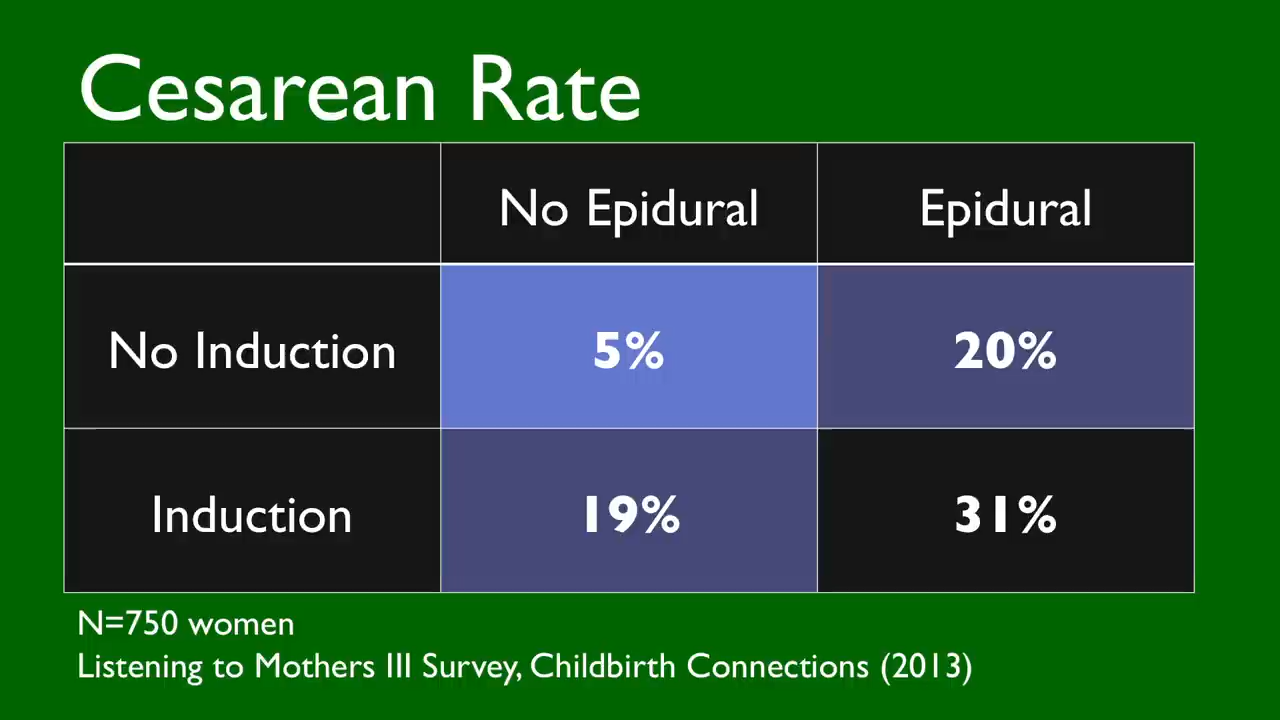 Cesarean Rate
No Epidural Epidural
No Induction 5% 20%
Induction 19% 31%
N=750 women
Listening to Mothers III Survey, Childbirth Connections (2013)